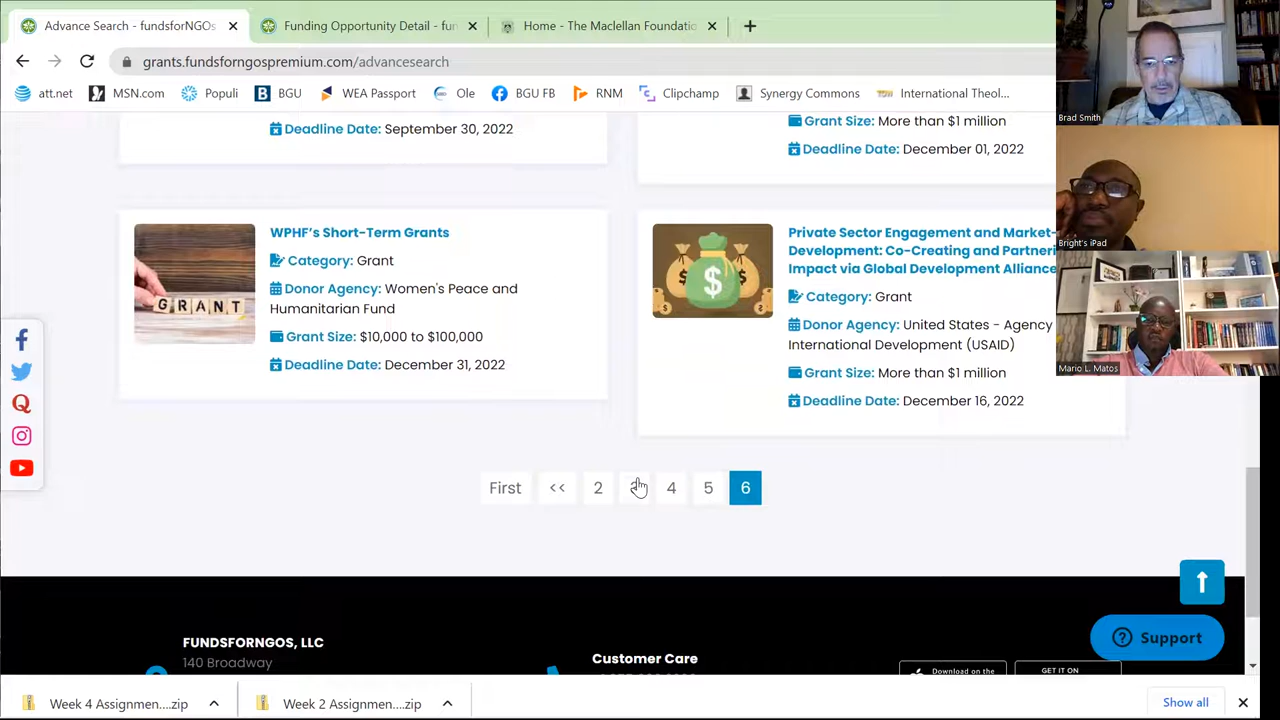 Advance Search - fundsforNGOs
Funding Opportunity Detail - fun
Home - The Maclellan Foundatio
grants.fundsforngospremium.com/advancesearch
att.net
MSN.com
Populi
BGU
WEA Passport
Ole
BGU FB
RNM
Clipchamp
Synergy Commons
International Theol...
Deadline Date: September 30, 2022
Grant Size: More than $1 million
Deadline Date: December 01, 2022
GRANT
WPHF's Short-Term Grants
Category: Grant
Donor Agency: Women's Peace and
Humanitarian Fund
Grant Size: $10,000 to $100,000
Deadline Date: December 31, 2022
Private Sector Engagement and Market-
Development: Co-Creating and Partneri
Impact via Global Development Alliance
Category: Grant
Donor Agency: United States - Agency
International Development (USAID)
Grant Size: More than $1 million
Deadline Date: December 16, 2022
First << 2 4 5 6
FUNDSFORNGOS, LLC
140 Broadway
Customer Care
Download on the
GET IT ON
Support
Week 4 Assignmen....zip
Week 2 Assignmen....zip
Show all
Brad Smith
Bright's iPad
Mario L. Matos